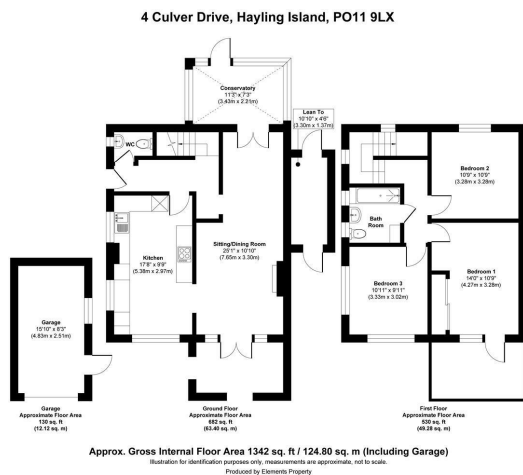 4 Culver Drive, Hayling Island, PO11 9LX
Conservatory
11'3" x 7'3"
(3.43m x 2.21m)
Lean To
10'10" x 4'6"
(3.30m x 1.37m)
WC
Kitchen
17'8" x 9'9"
(5.38m x 2.97m)
Sitting/Dining Room
25'1" x 10'10"
(7.65m x 3.30m)
Bedroom 2
10'9" x 10'9"
(3.28m x 3.28m)
Bath
Room
Bedroom 3
10'11" x 9'11"
(3.33m x 3.02m)
Bedroom 1
14'0" x 10'9"
(4.27m x 3.28m)
Garage
15'10" x 8'3"
(4.83m x 2.51m)
Garage
Approximate Floor Area
130 sq. ft
(12.12 sq. m)
Ground Floor
Approximate Floor Area
682 sq. ft
(63.40 sq. m)
First Floor
Approximate Floor Area
530 sq. ft
(49.28 sq. m)
Approx. Gross Internal Floor Area 1342 sq. ft / 124.80 sq. m (Including Garage)
Illustration for identification purposes only, measurements are approximate, not to scale.
Produced by Elements Property